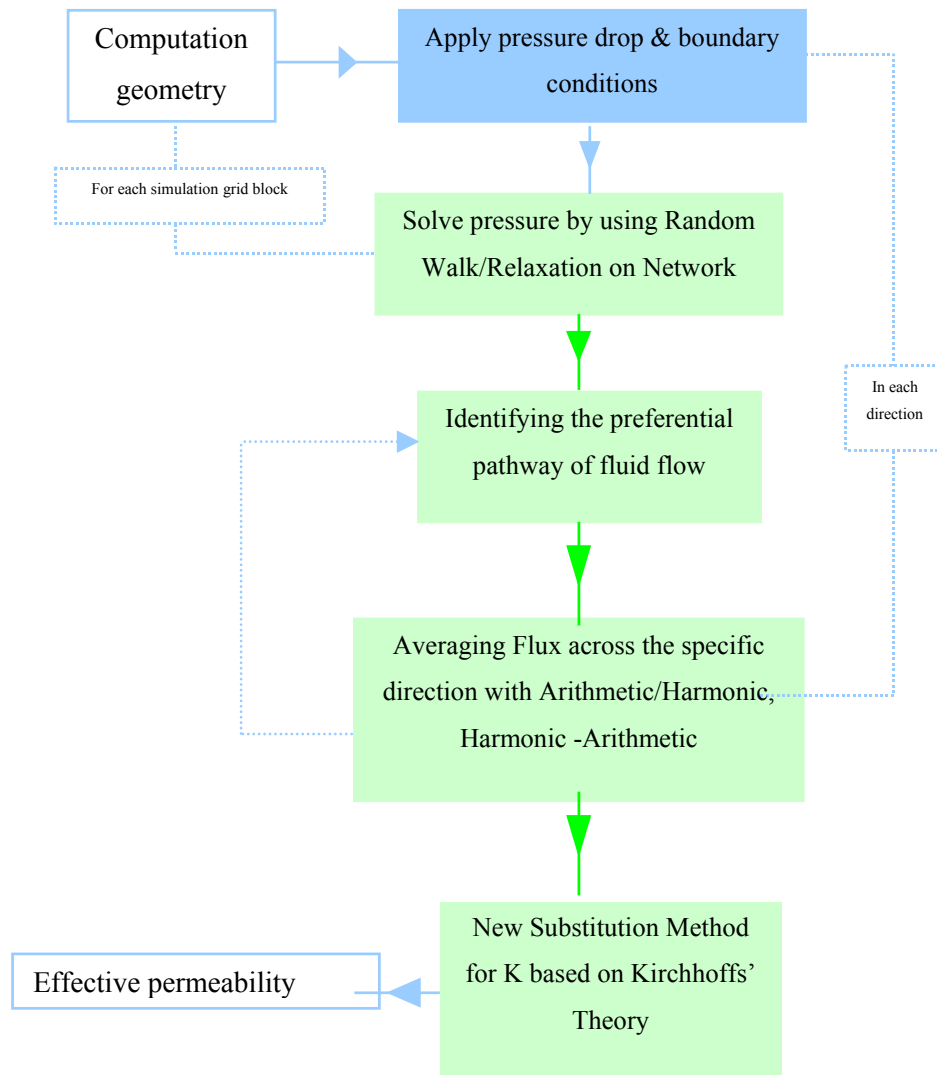 Computation
geometry
Apply pressure drop & boundary
conditions
For each simulation grid block
Solve pressure by using Random
Walk/Relaxation on Network
In each
direction
Identifying the preferential
pathway of fluid flow
Averaging Flux across the specific
direction with Arithmetic/Harmonic,
Harmonic -Arithmetic
New Substitution Method
for K based on Kirchhoffs’
Theory
Effective permeability